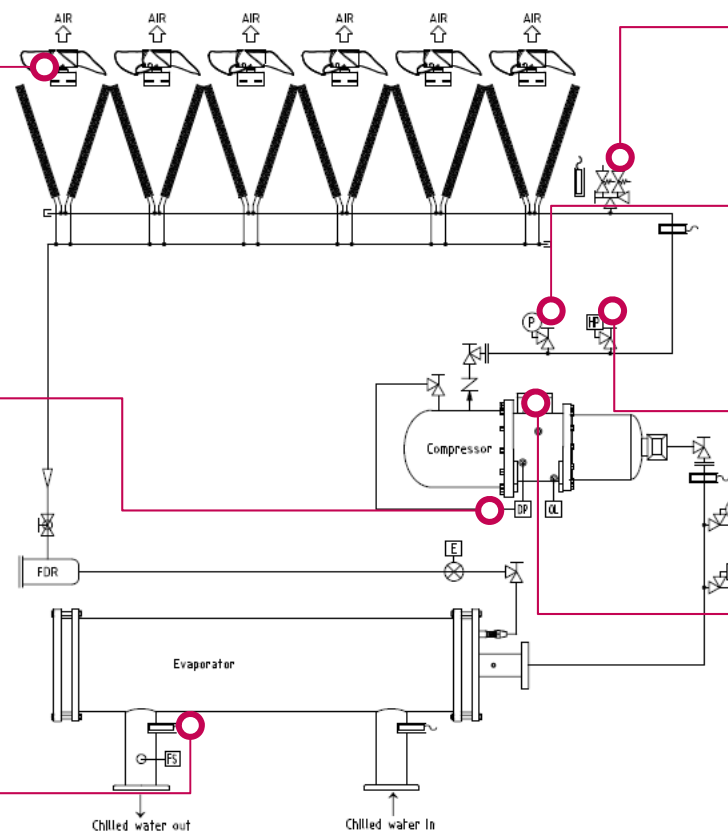 AIR AIR AIR AIR AIR AIR
P HP
Compressor
DP OL
E
FDR
Evaporator
FS
Chilled water out Chilled water in